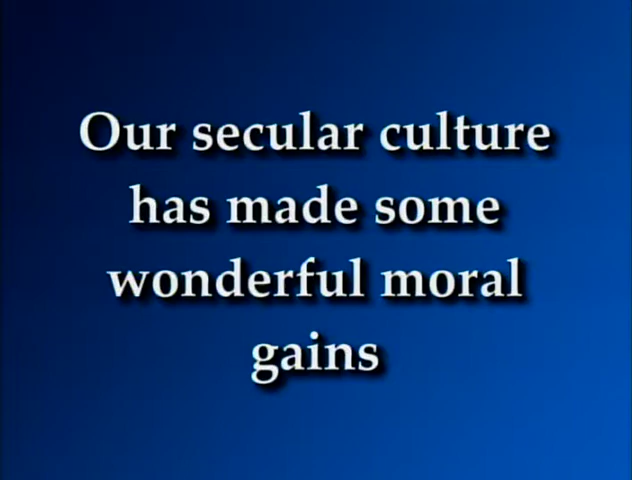 Our secular culture
has made some
wonderful moral
gains